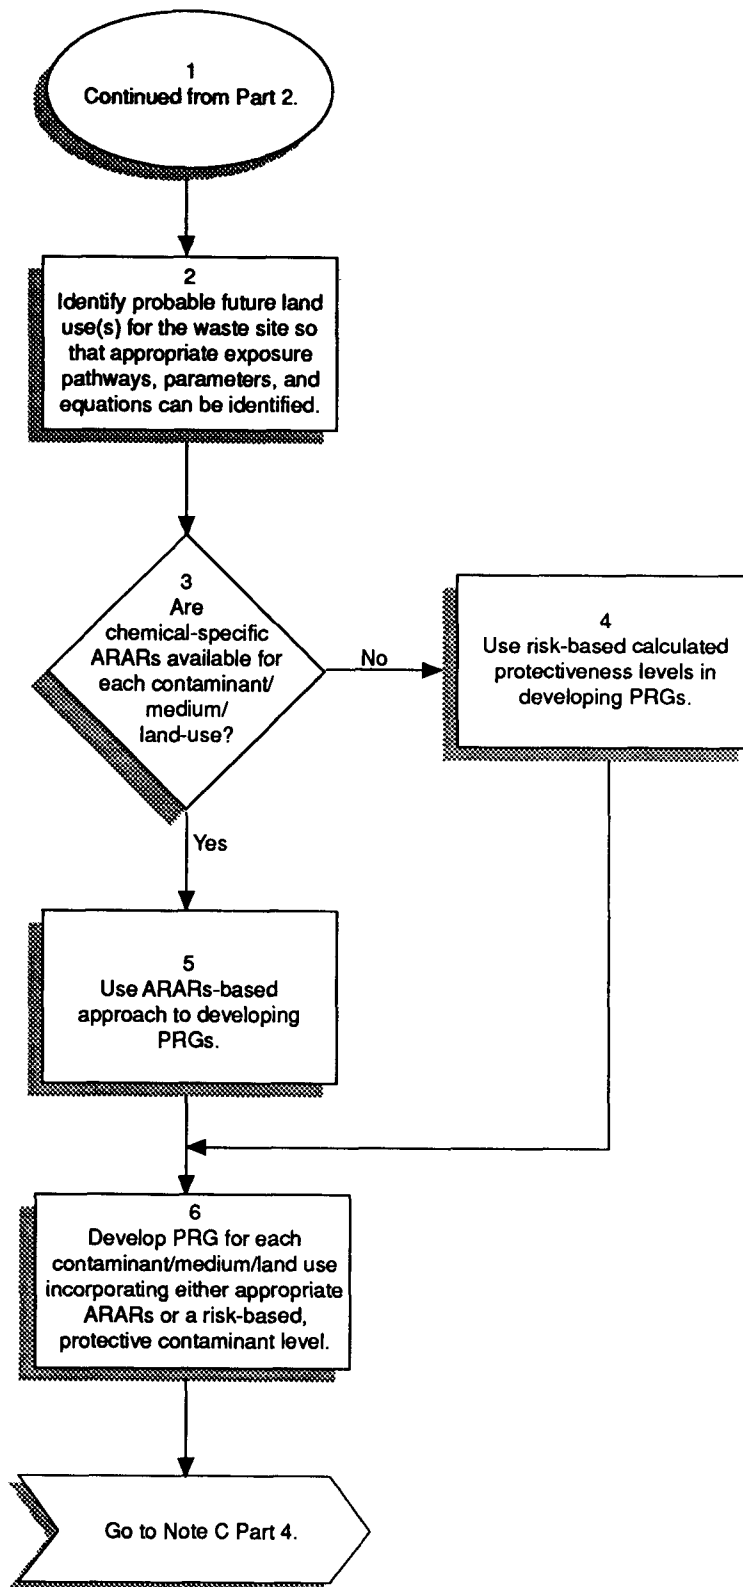 1
Continued from Part 2.
2
Identify probable future land
use(s) for the waste site so
that appropriate exposure
pathways, parameters, and
equations can be identified.
3
Are
chemical-specific
ARARs available for
each contaminant/
medium/
land-use?
No
4
Use risk-based calculated
protectiveness levels in
developing PRGs.
Yes
5
Use ARARs-based
approach to developing
PRGs.
6
Develop PRG for each
contaminant/medium/land use
incorporating either appropriate
ARARs or a risk-based,
protective contaminant level.
Go to Note C Part 4.